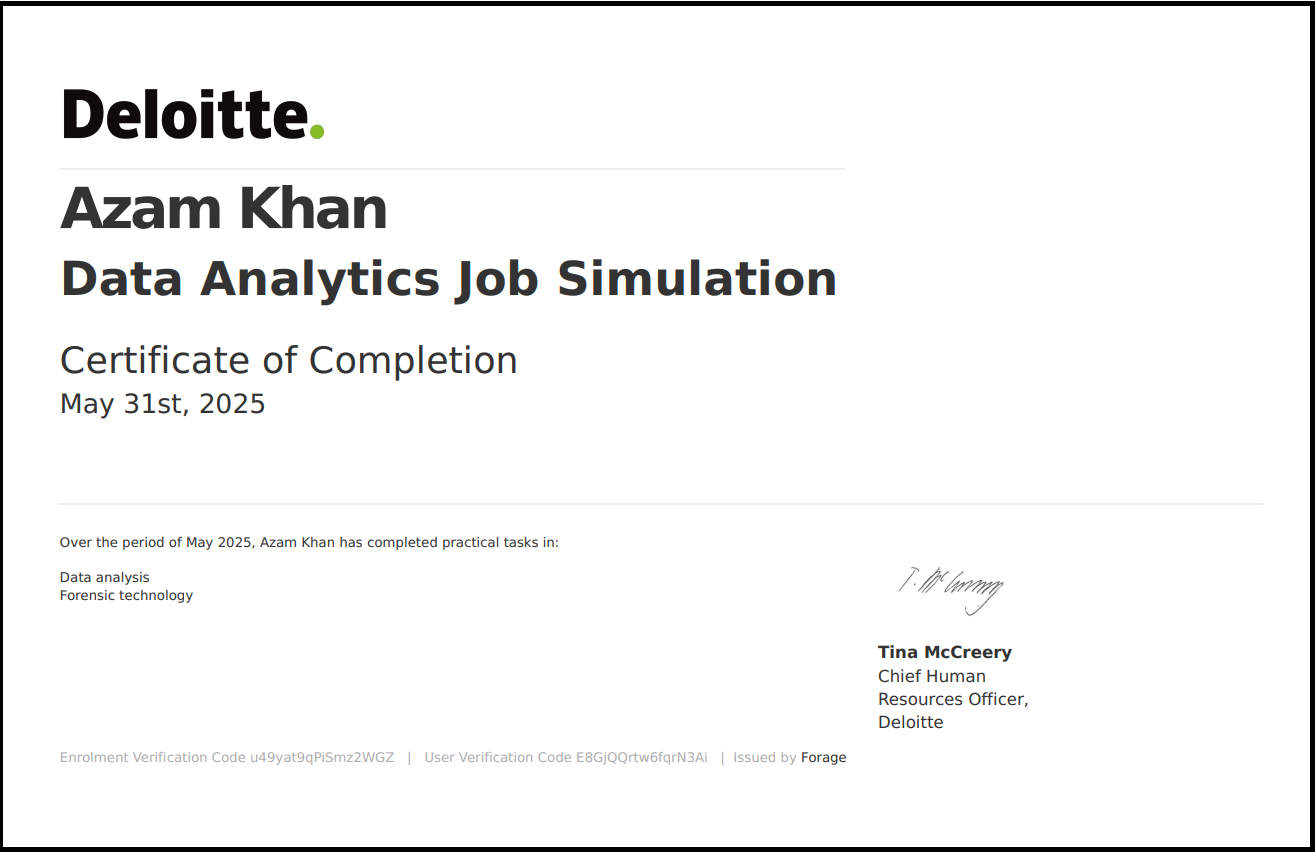 Deloitte.
Azam Khan
Data Analytics Job Simulation
Certificate of Completion
May 31st, 2025
Over the period of May 2025, Azam Khan has completed practical tasks in:
Data analysis
Forensic technology
T. McCreery
Tina McCreery
Chief Human
Resources Officer,
Deloitte
Enrolment Verification Code u49yat9qPiSmz2WGZ | User Verification Code E8GjQQrtw6fqrN3Ai | Issued by Forage